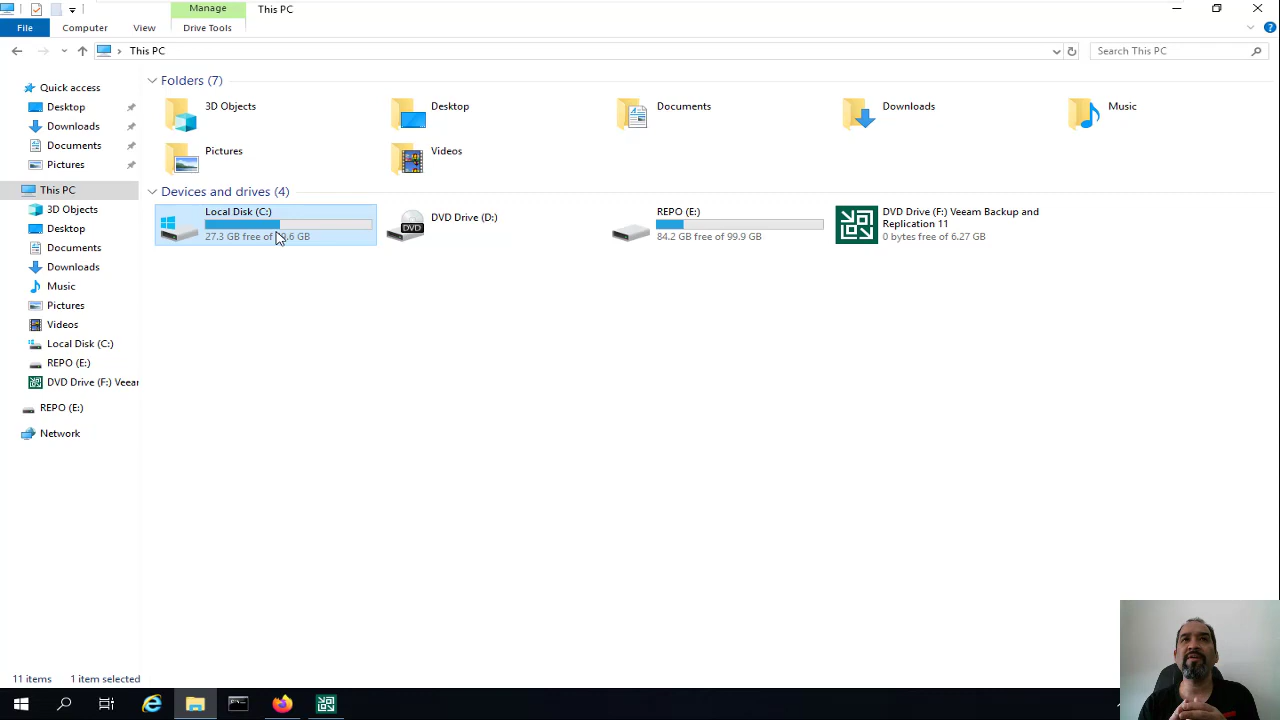 Manage
This PC
File
Computer
View
Drive Tools
This PC
Search This PC
Quick access
Desktop
Downloads
Documents
Pictures
This PC
3D Objects
Desktop
Documents
Downloads
Music
Pictures
Videos
Local Disk (C:)
REPO (E:)
DVD Drive (F:) Veear
REPO (E:)
Network
Folders (7)
3D Objects
Desktop
Documents
Downloads
Music
Pictures
Videos
Devices and drives (4)
Local Disk (C:)
27.3 GB free of
GB
DVD Drive (D:)
DVD
REPO (E:)
84.2 GB free of 99.9 GB
DVD Drive (F:) Veeam Backup and
Replication 11
0 bytes free of 6.27 GB
11 items
1 item selected